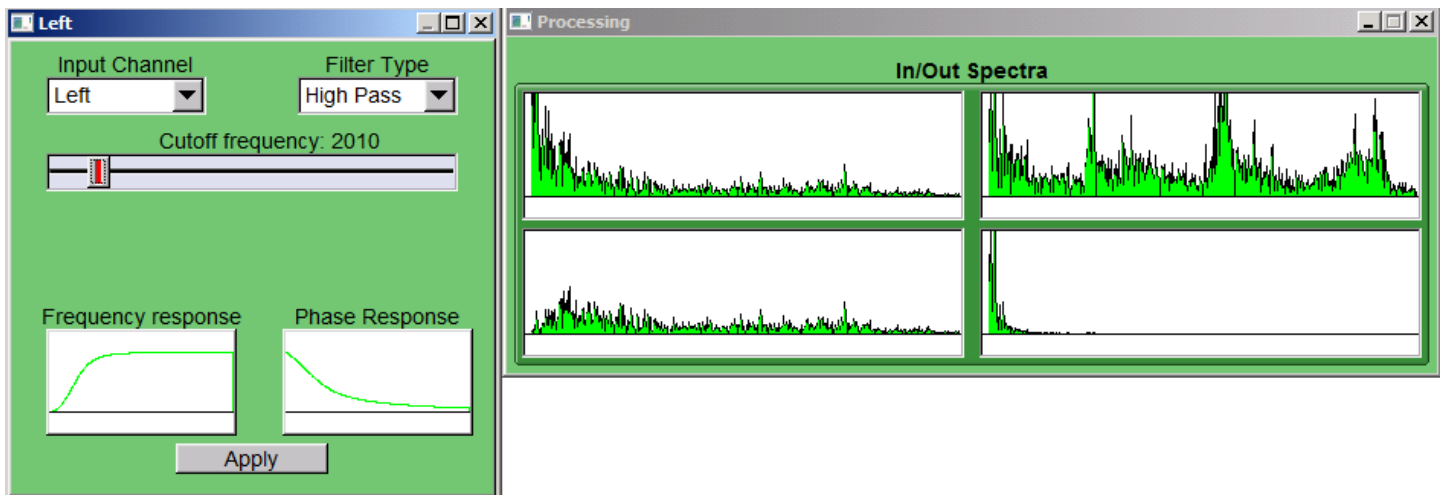 Left
Input Channel
Filter Type
Left
High Pass
Cutoff frequency: 2010
Frequency response
Phase Response
Apply
Processing
In/Out Spectra